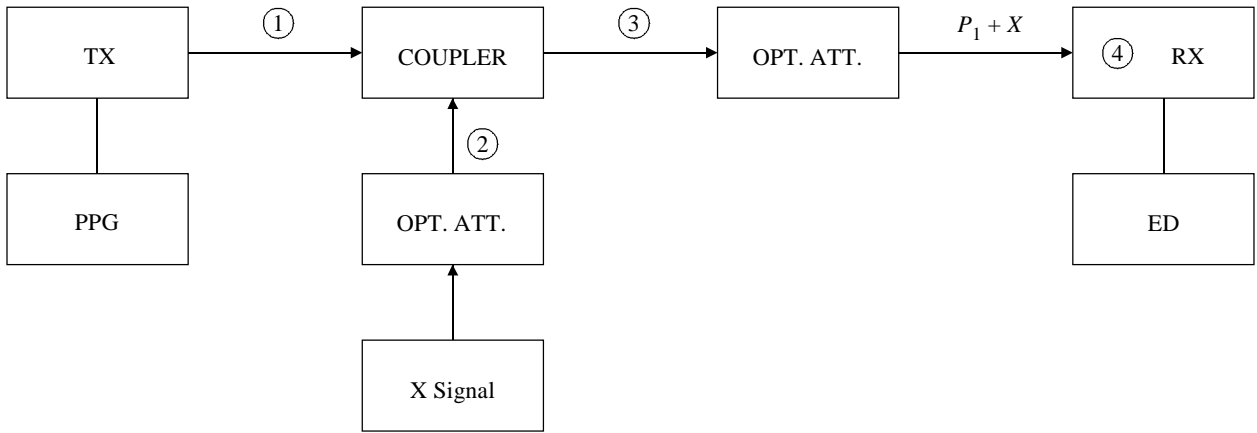 ①
③
P₁ + X
TX
COUPLER
OPT. ATT.
④ RX
②
PPG
OPT. ATT.
ED
X Signal